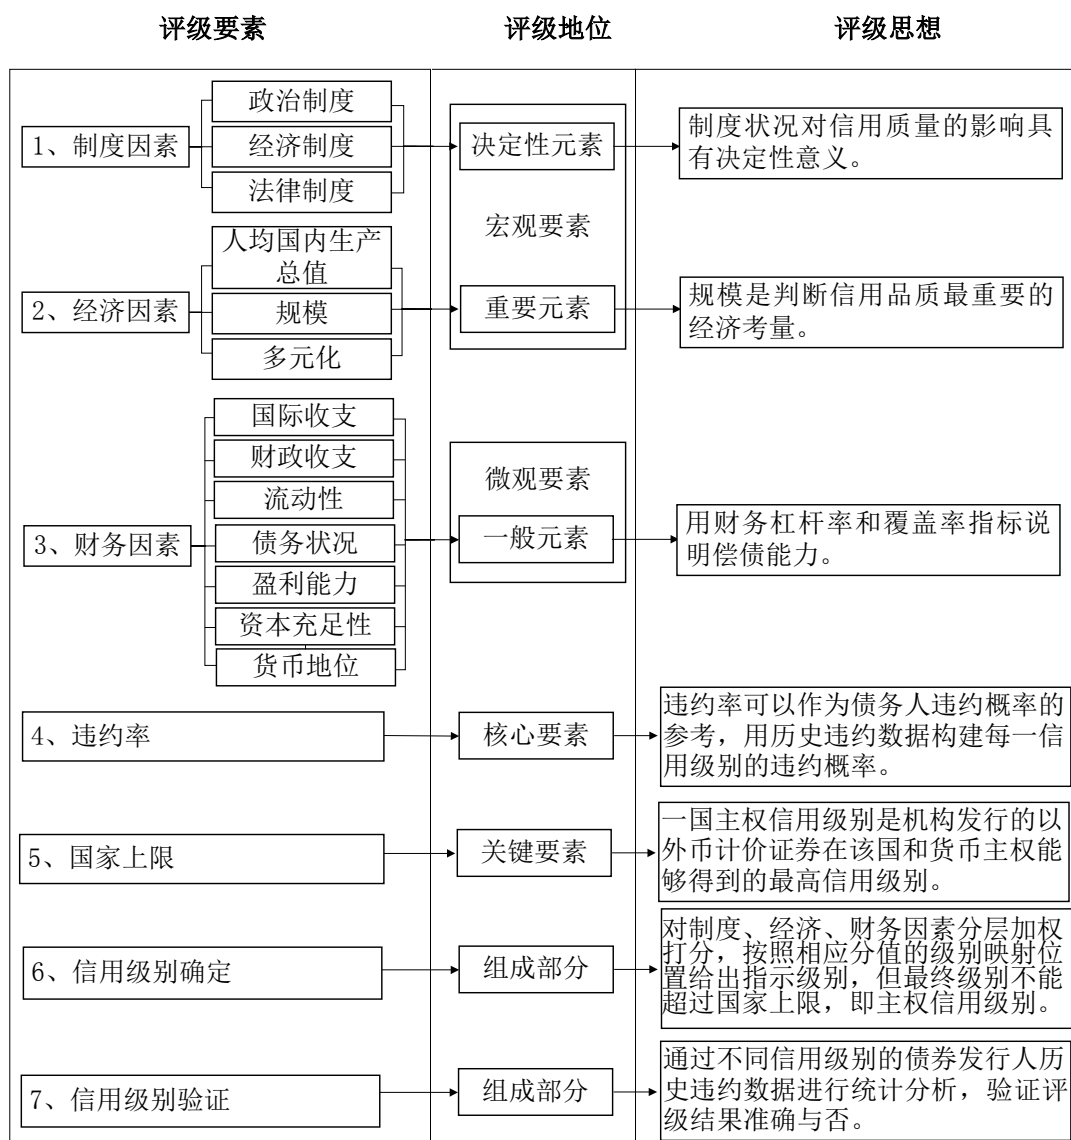 评级要素
评级地位
评级思想
1、制度因素
政治制度
经济制度
法律制度
决定性元素
制度状况对信用质量的影响具
有决定性意义。
宏观要素
2、经济因素
人均国内生产
总值
规模
多元化
重要元素
规模是判断信用品质最重要的
经济考量。
3、财务因素
国际收支
财政收支
流动性
债务状况
盈利能力
资本充足性
货币地位
微观要素
一般元素
用财务杠杆率和覆盖率指标说
明偿债能力。
4、违约率
核心要素
违约率可以作为债务人违约概率的
参考，用历史违约数据构建每一信
用级别的违约概率。
5、国家上限
关键要素
一国主权信用级别是机构发行的以
外币计价证券在该国和货币主权能
够得到的最高信用级别。
6、信用级别确定
组成部分
对制度、经济、财务因素分层加权
打分，按照相应分值的级别映射位
置给出指示级别，但最终级别不能
超过国家上限，即主权信用级别。
7、信用级别验证
组成部分
通过不同信用级别的债券发行人历
史违约数据进行统计分析，验证评
级结果准确与否。